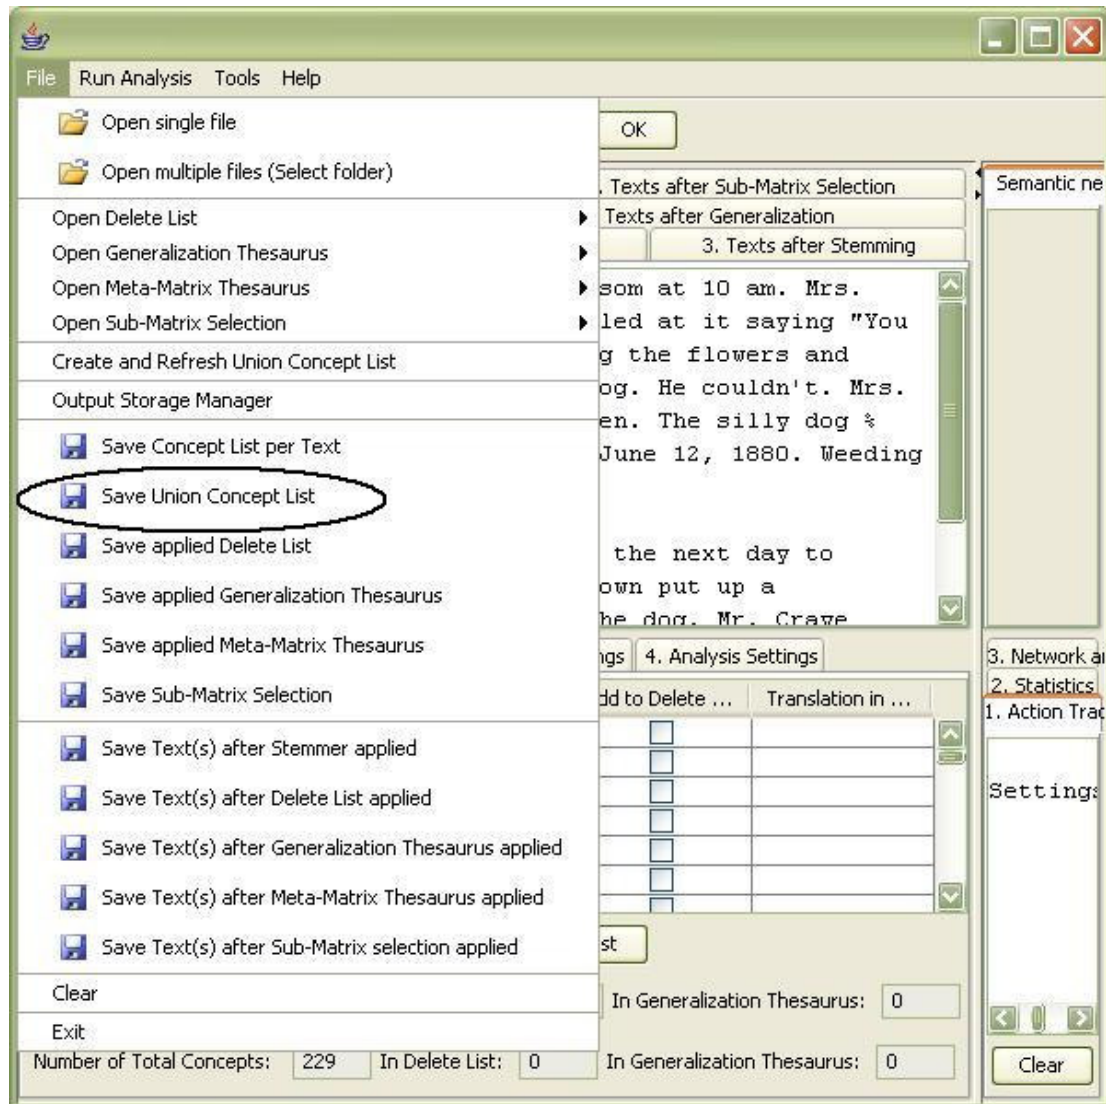 File Run Analysis Tools Help
Open single file
OK
Open multiple files (Select folder)
Texts after Sub-Matrix Selection
Semantic ne
Open Delete List
Texts after Generalization
Open Generalization Thesaurus
3. Texts after Stemming
Open Meta-Matrix Thesaurus
som at 10 am. Mrs.
Open Sub-Matrix Selection
led at it saying "You
g the flowers and
Create and Refresh Union Concept List
og. He couldn't. Mrs.
Output Storage Manager
en. The silly dog %
Save Concept List per Text
June 12, 1880. Weeding
Save Union Concept List
Save applied Delete List
the next day to
own put up a
Save applied Generalization Thesaurus
he dog. Mr. Crave
Save applied Meta-Matrix Thesaurus
ngs 4. Analysis Settings
3. Network a
2. Statistics
Save Sub-Matrix Selection
dd to Delete ... Translation in ...
1. Action Trac
Save Text(s) after Stemmer applied
Settings
Save Text(s) after Delete List applied
Save Text(s) after Generalization Thesaurus applied
Save Text(s) after Meta-Matrix Thesaurus applied
Save Text(s) after Sub-Matrix selection applied
st
Clear
In Generalization Thesaurus: 0
Exit
Number of Total Concepts: 229 In Delete List: 0 In Generalization Thesaurus: 0
Clear